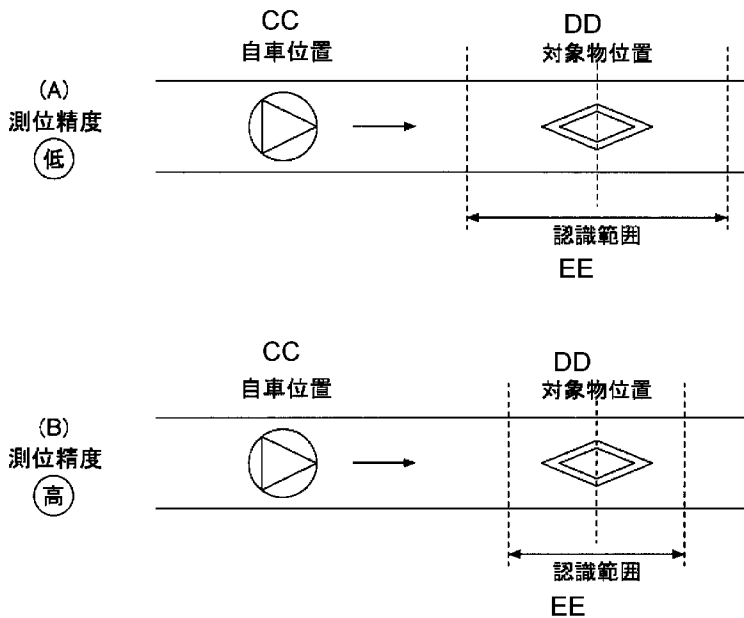 CC
自車位置
DD
対象物位置
(A)
測位精度
低
認識範囲
EE
CC
自車位置
DD
対象物位置
(B)
測位精度
高
認識範囲
EE